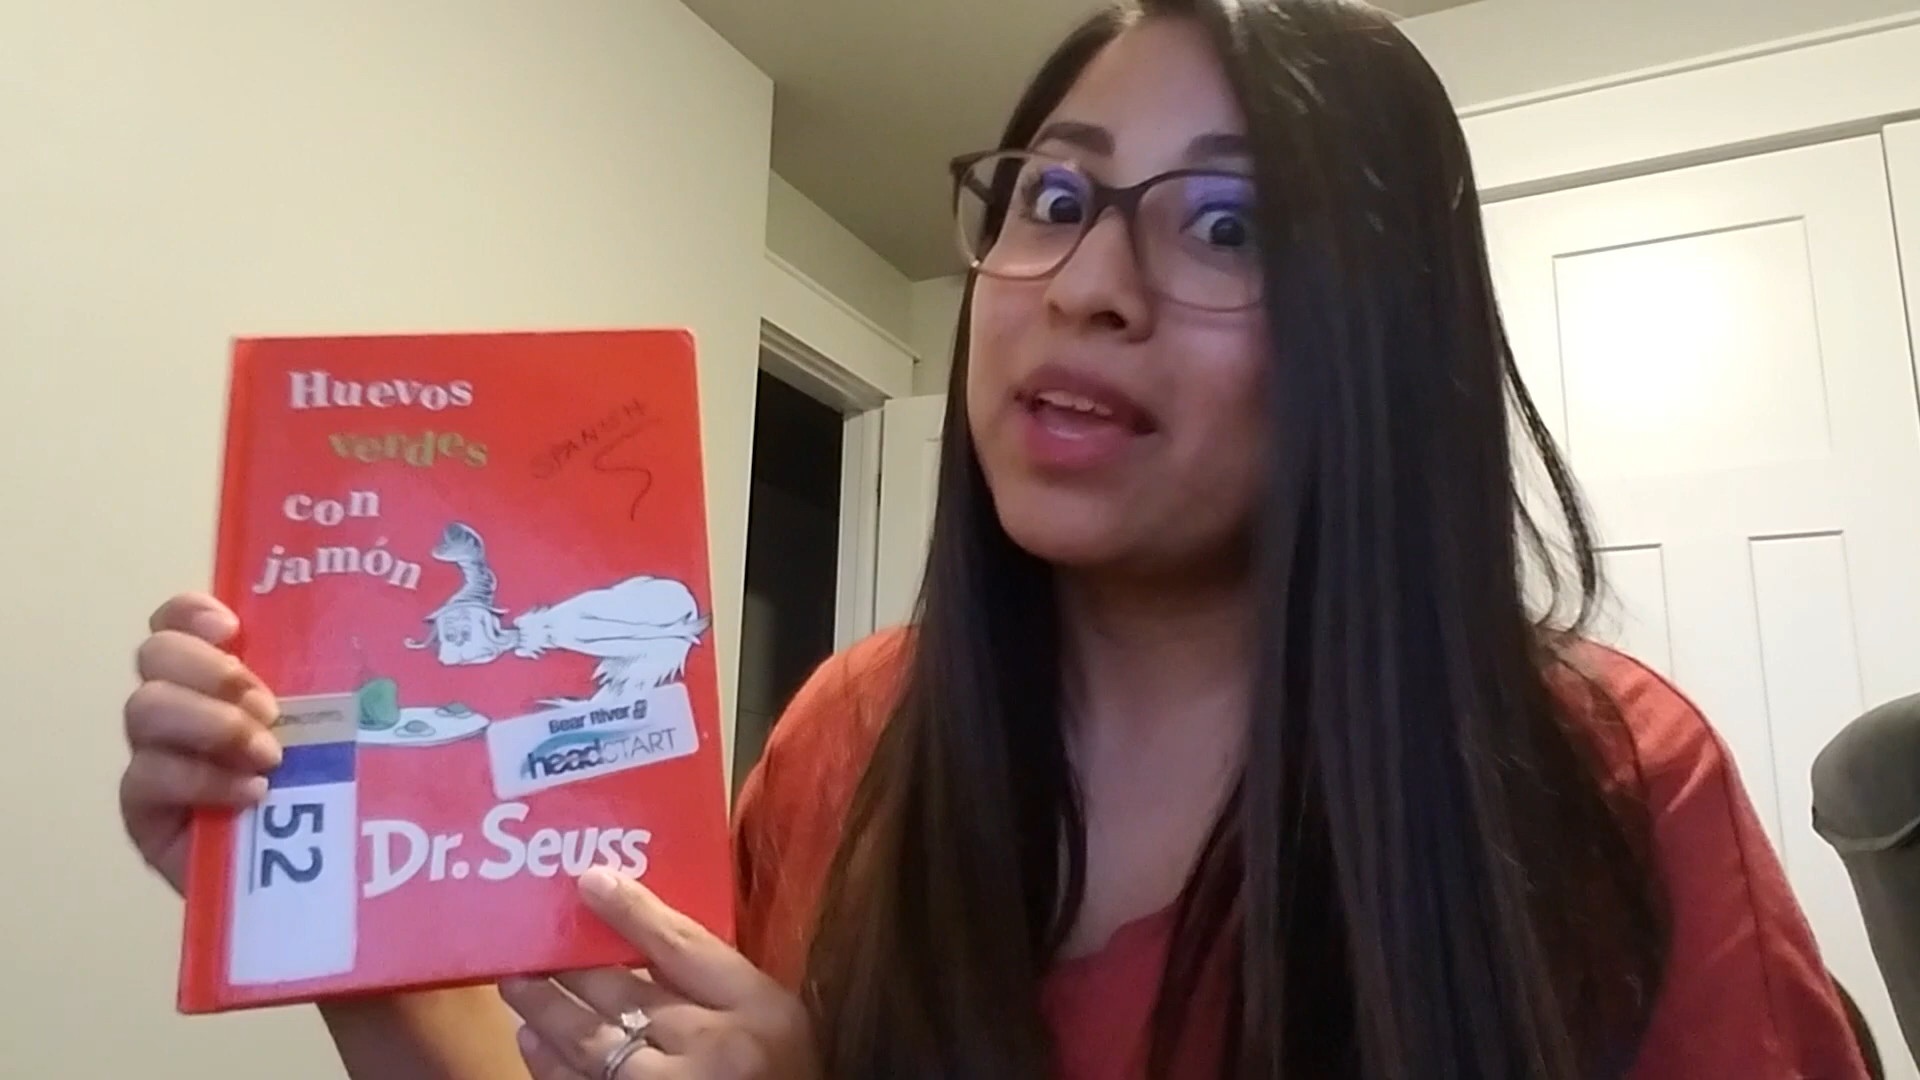 Huevos
verdes
con
jamón
SPANISH
Bear River
headSTART
52
Dr. Seuss